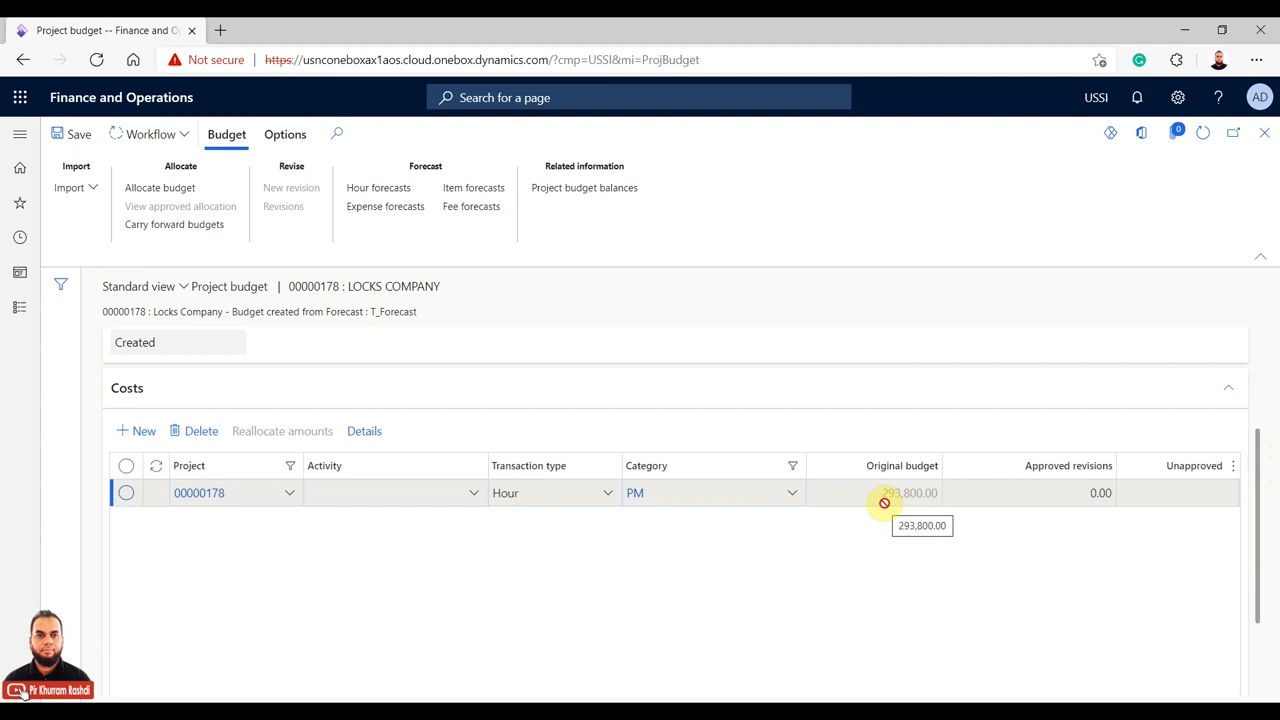 Project budget -- Finance and O
Not secure
https://usnconeboxax1aos.cloud.onebox.dynamics.com/?cmp=USSI&mi=ProjBudget
Finance and Operations
Search for a page
USSI
AD
Save
Workflow
Budget
Options
0
Import
Allocate
Revise
Forecast
Related information
Import
Allocate budget
New revision
Hour forecasts
Item forecasts
Project budget balances
View approved allocation
Revisions
Expense forecasts
Fee forecasts
Carry forward budgets
Standard view
Project budget | 00000178 : LOCKS COMPANY
00000178 : Locks Company - Budget created from Forecast : T_Forecast
Created
Costs
New
Delete
Reallocate amounts
Details
Project
Activity
Transaction type
Category
Original budget
Approved revisions
Unapproved
00000178
Hour
PM
293,800.00
0.00
293,800.00
Pir Khurram Rashdi